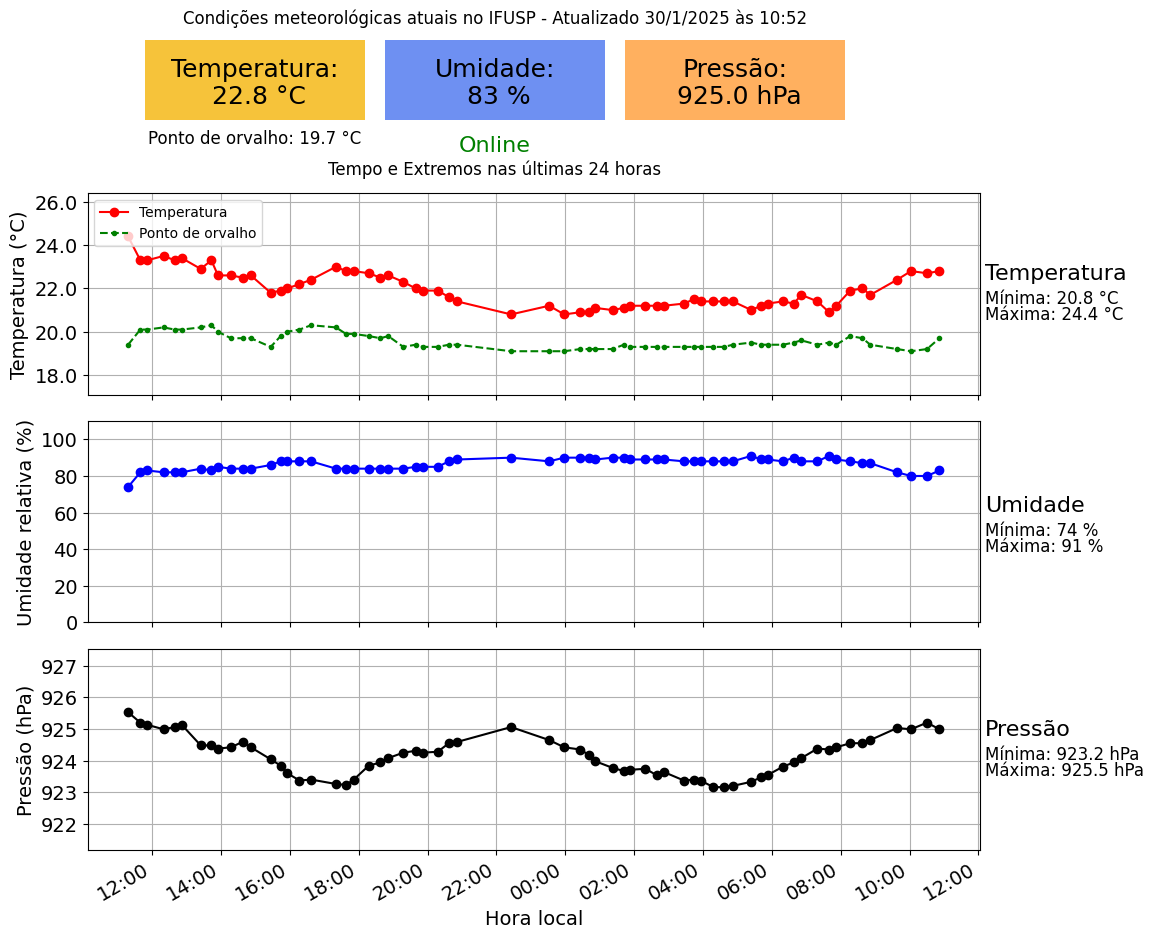 Condições meteorológicas atuais no IFUSP - Atualizado 30/1/2025 às 10:52
Temperatura:
22.8 °C
Umidade:
83 %
Pressão:
925.0 hPa
Ponto de orvalho: 19.7 °C
Online
Tempo e Extremos nas últimas 24 horas
Temperatura (°C)
26.0
24.0
22.0
20.0
18.0
Temperatura
Ponto de orvalho
Temperatura
Mínima: 20.8 °C
Máxima: 24.4 °C
Umidade relativa (%)
100
80
60
40
20
0
Umidade
Mínima: 74 %
Máxima: 91 %
Pressão (hPa)
927
926
925
924
923
922
Pressão
Mínima: 923.2 hPa
Máxima: 925.5 hPa
12:00
14:00
16:00
18:00
20:00
22:00
00:00
02:00
04:00
06:00
08:00
10:00
12:00
Hora local